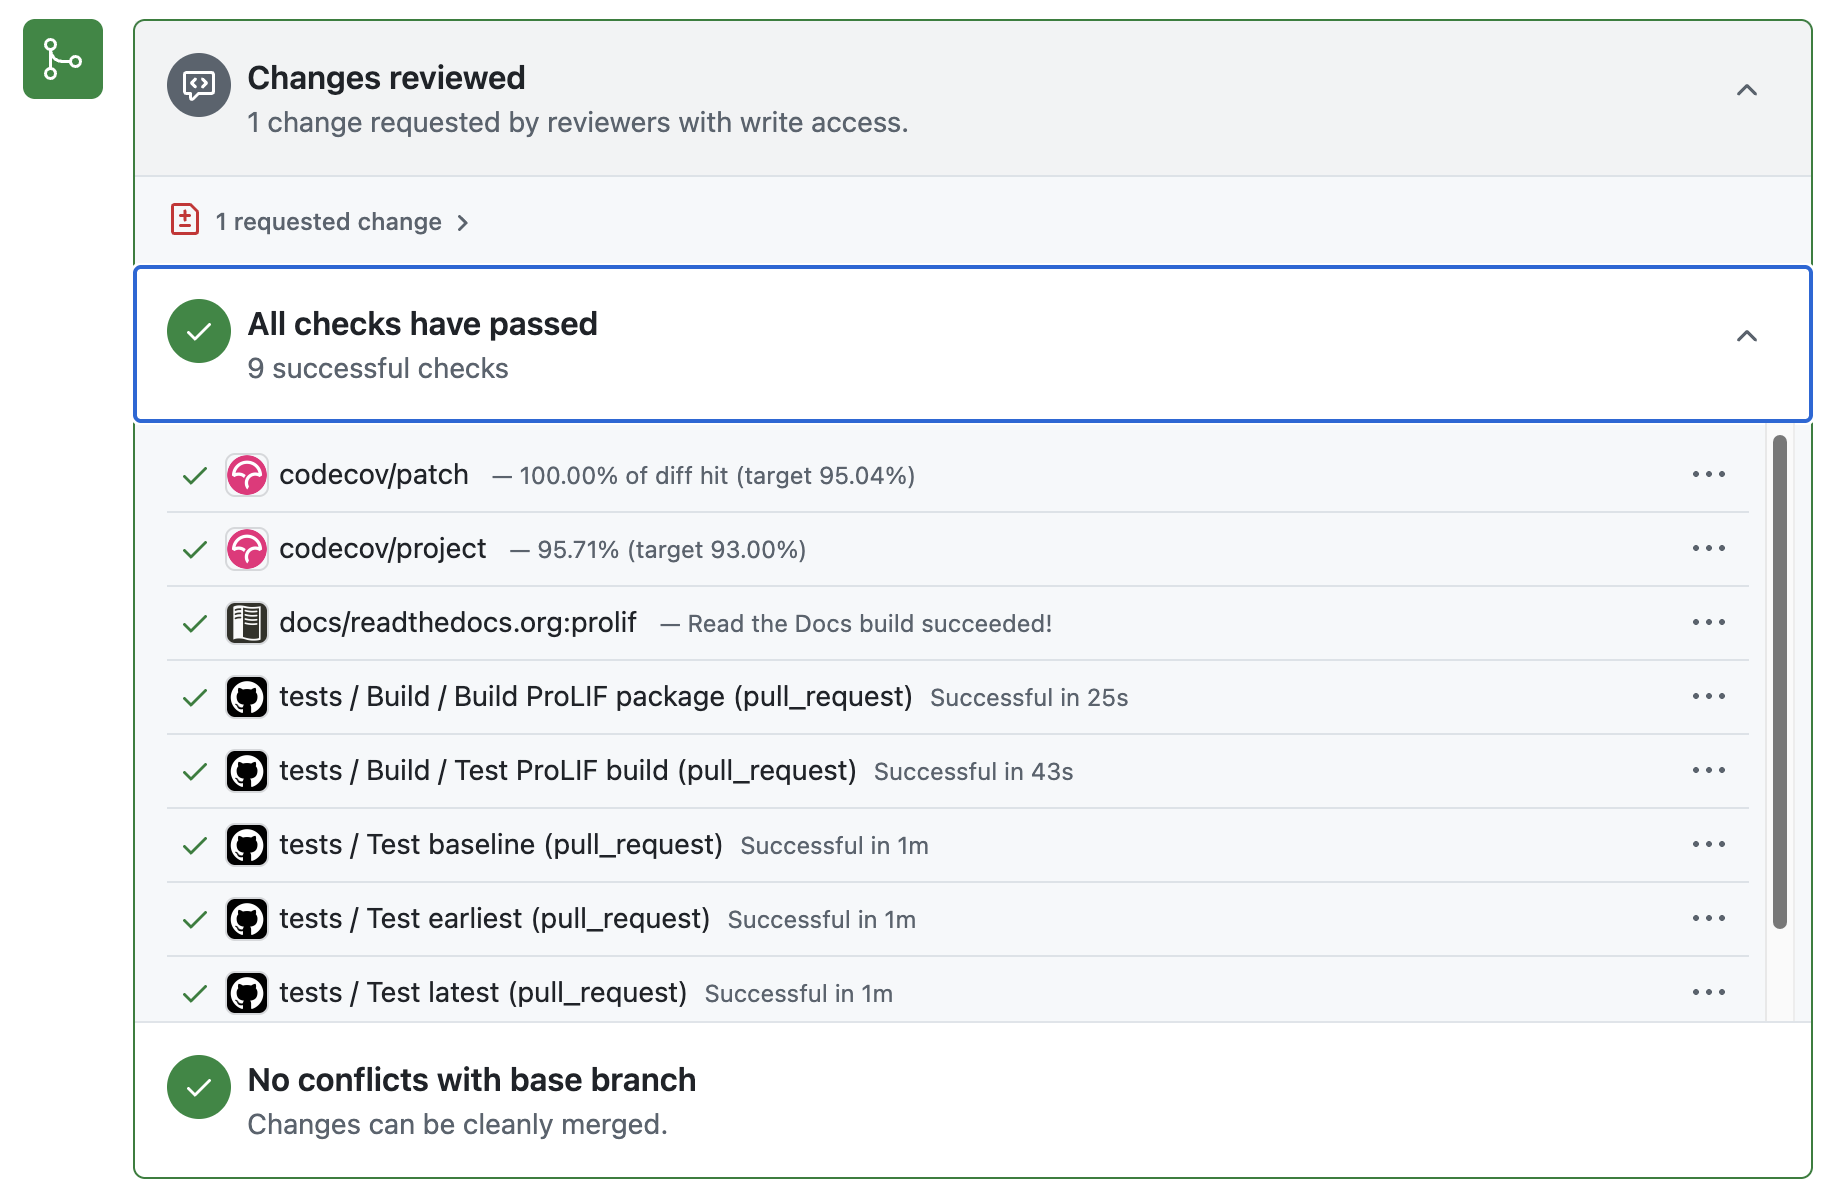 Changes reviewed
1 change requested by reviewers with write access.
1 requested change
All checks have passed
9 successful checks
codecov/patch — 100.00% of diff hit (target 95.04%)
codecov/project — 95.71% (target 93.00%)
docs/readthedocs.org:prolif — Read the Docs build succeeded!
tests / Build / Build ProLIF package (pull_request) Successful in 25s
tests / Build / Test ProLIF build (pull_request) Successful in 43s
tests / Test baseline (pull_request) Successful in 1m
tests / Test earliest (pull_request) Successful in 1m
tests / Test latest (pull_request) Successful in 1m
No conflicts with base branch
Changes can be cleanly merged.